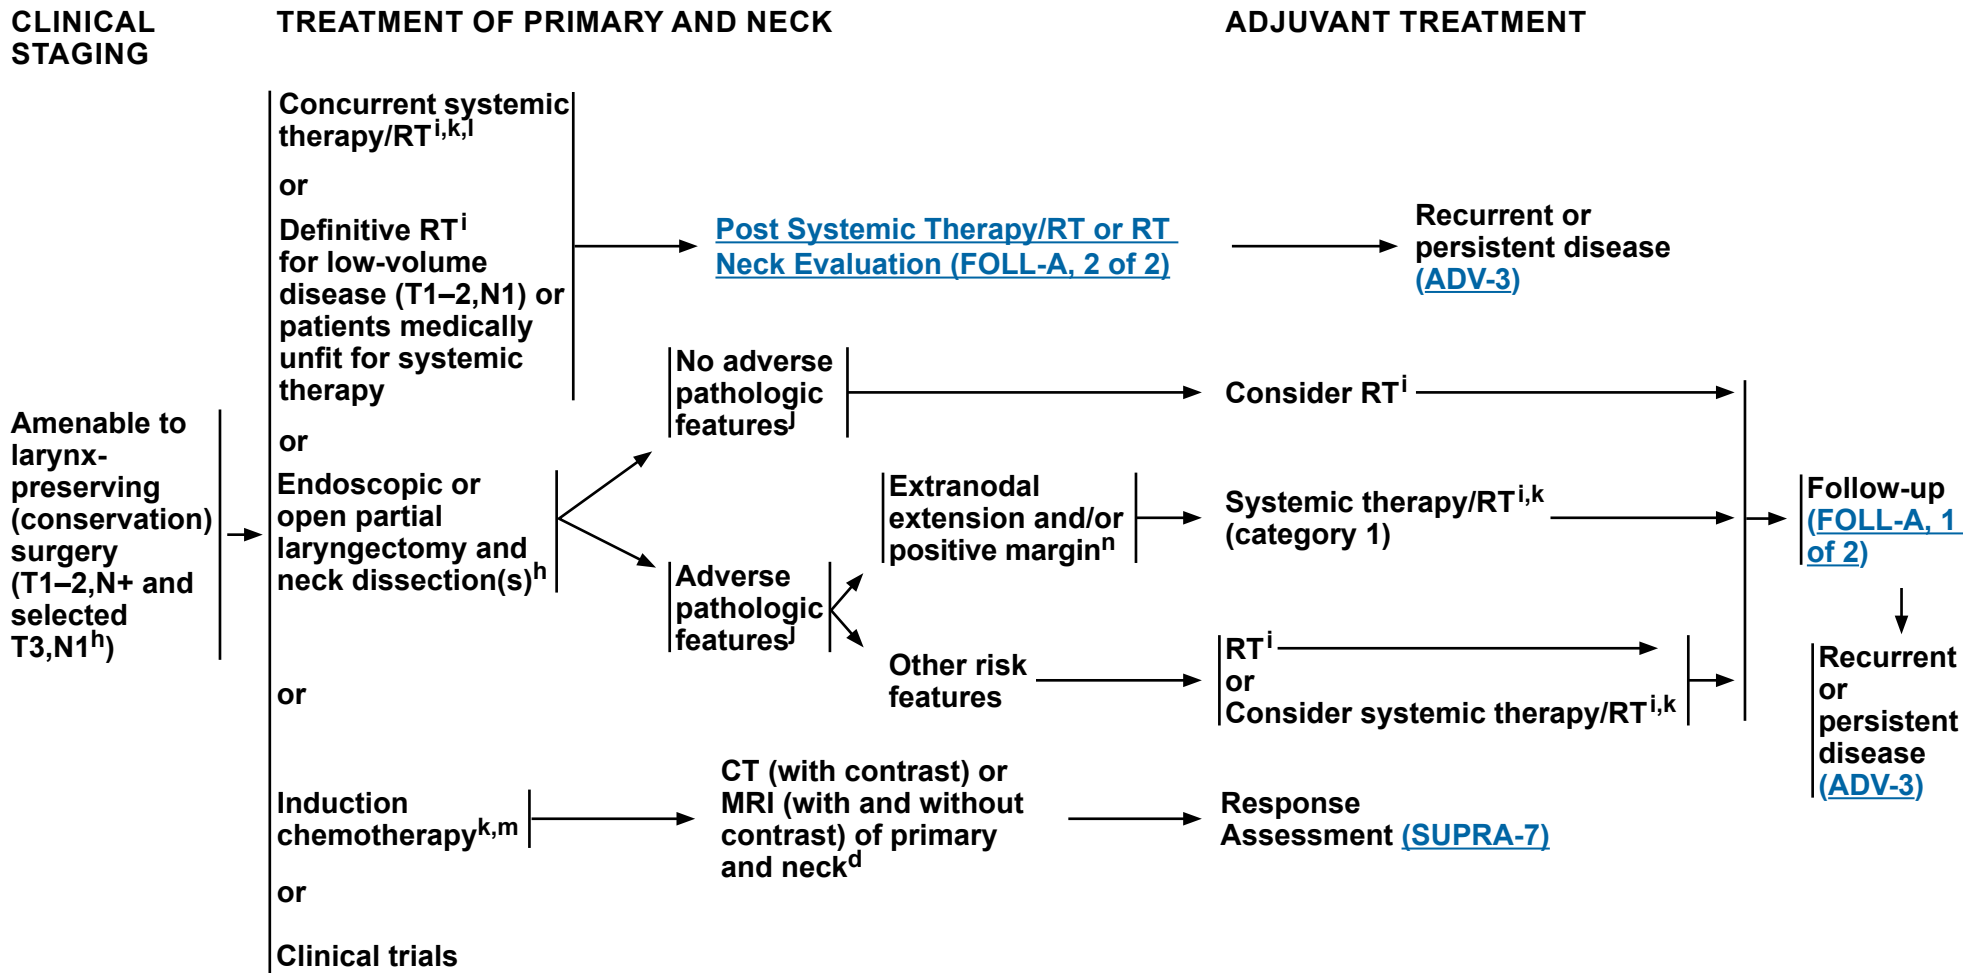 CLINICAL
STAGING
TREATMENT OF PRIMARY AND NECK
ADJUVANT TREATMENT
Amenable to
larynx-
preserving
(conservation)
surgery
(T1–2,N+ and
selected
T3,N1h)
Concurrent systemic
therapy/RTi,k,l
or
Definitive RTi
for low-volume
disease (T1–2,N1) or
patients medically
unfit for systemic
therapy
or
Endoscopic or
open partial
laryngectomy and
neck dissection(s)h
or
Induction
chemotherapyk,m
or
Clinical trials
Post Systemic Therapy/RT or RT
Neck Evaluation (FOLL-A, 2 of 2)
Recurrent or
persistent disease
(ADV-3)
No adverse
pathologic
featuresj
Consider RTi
Adverse
pathologic
featuresj
Extranodal
extension and/or
positive marginn
Systemic therapy/RTi,k
(category 1)
Other risk
features
RTi
or
Consider systemic therapy/RTi,k
CT (with contrast) or
MRI (with and without
contrast) of primary
and neckd
Response
Assessment (SUPRA-7)
Follow-up
(FOLL-A, 1
of 2)
Recurrent
or
persistent
disease
(ADV-3)